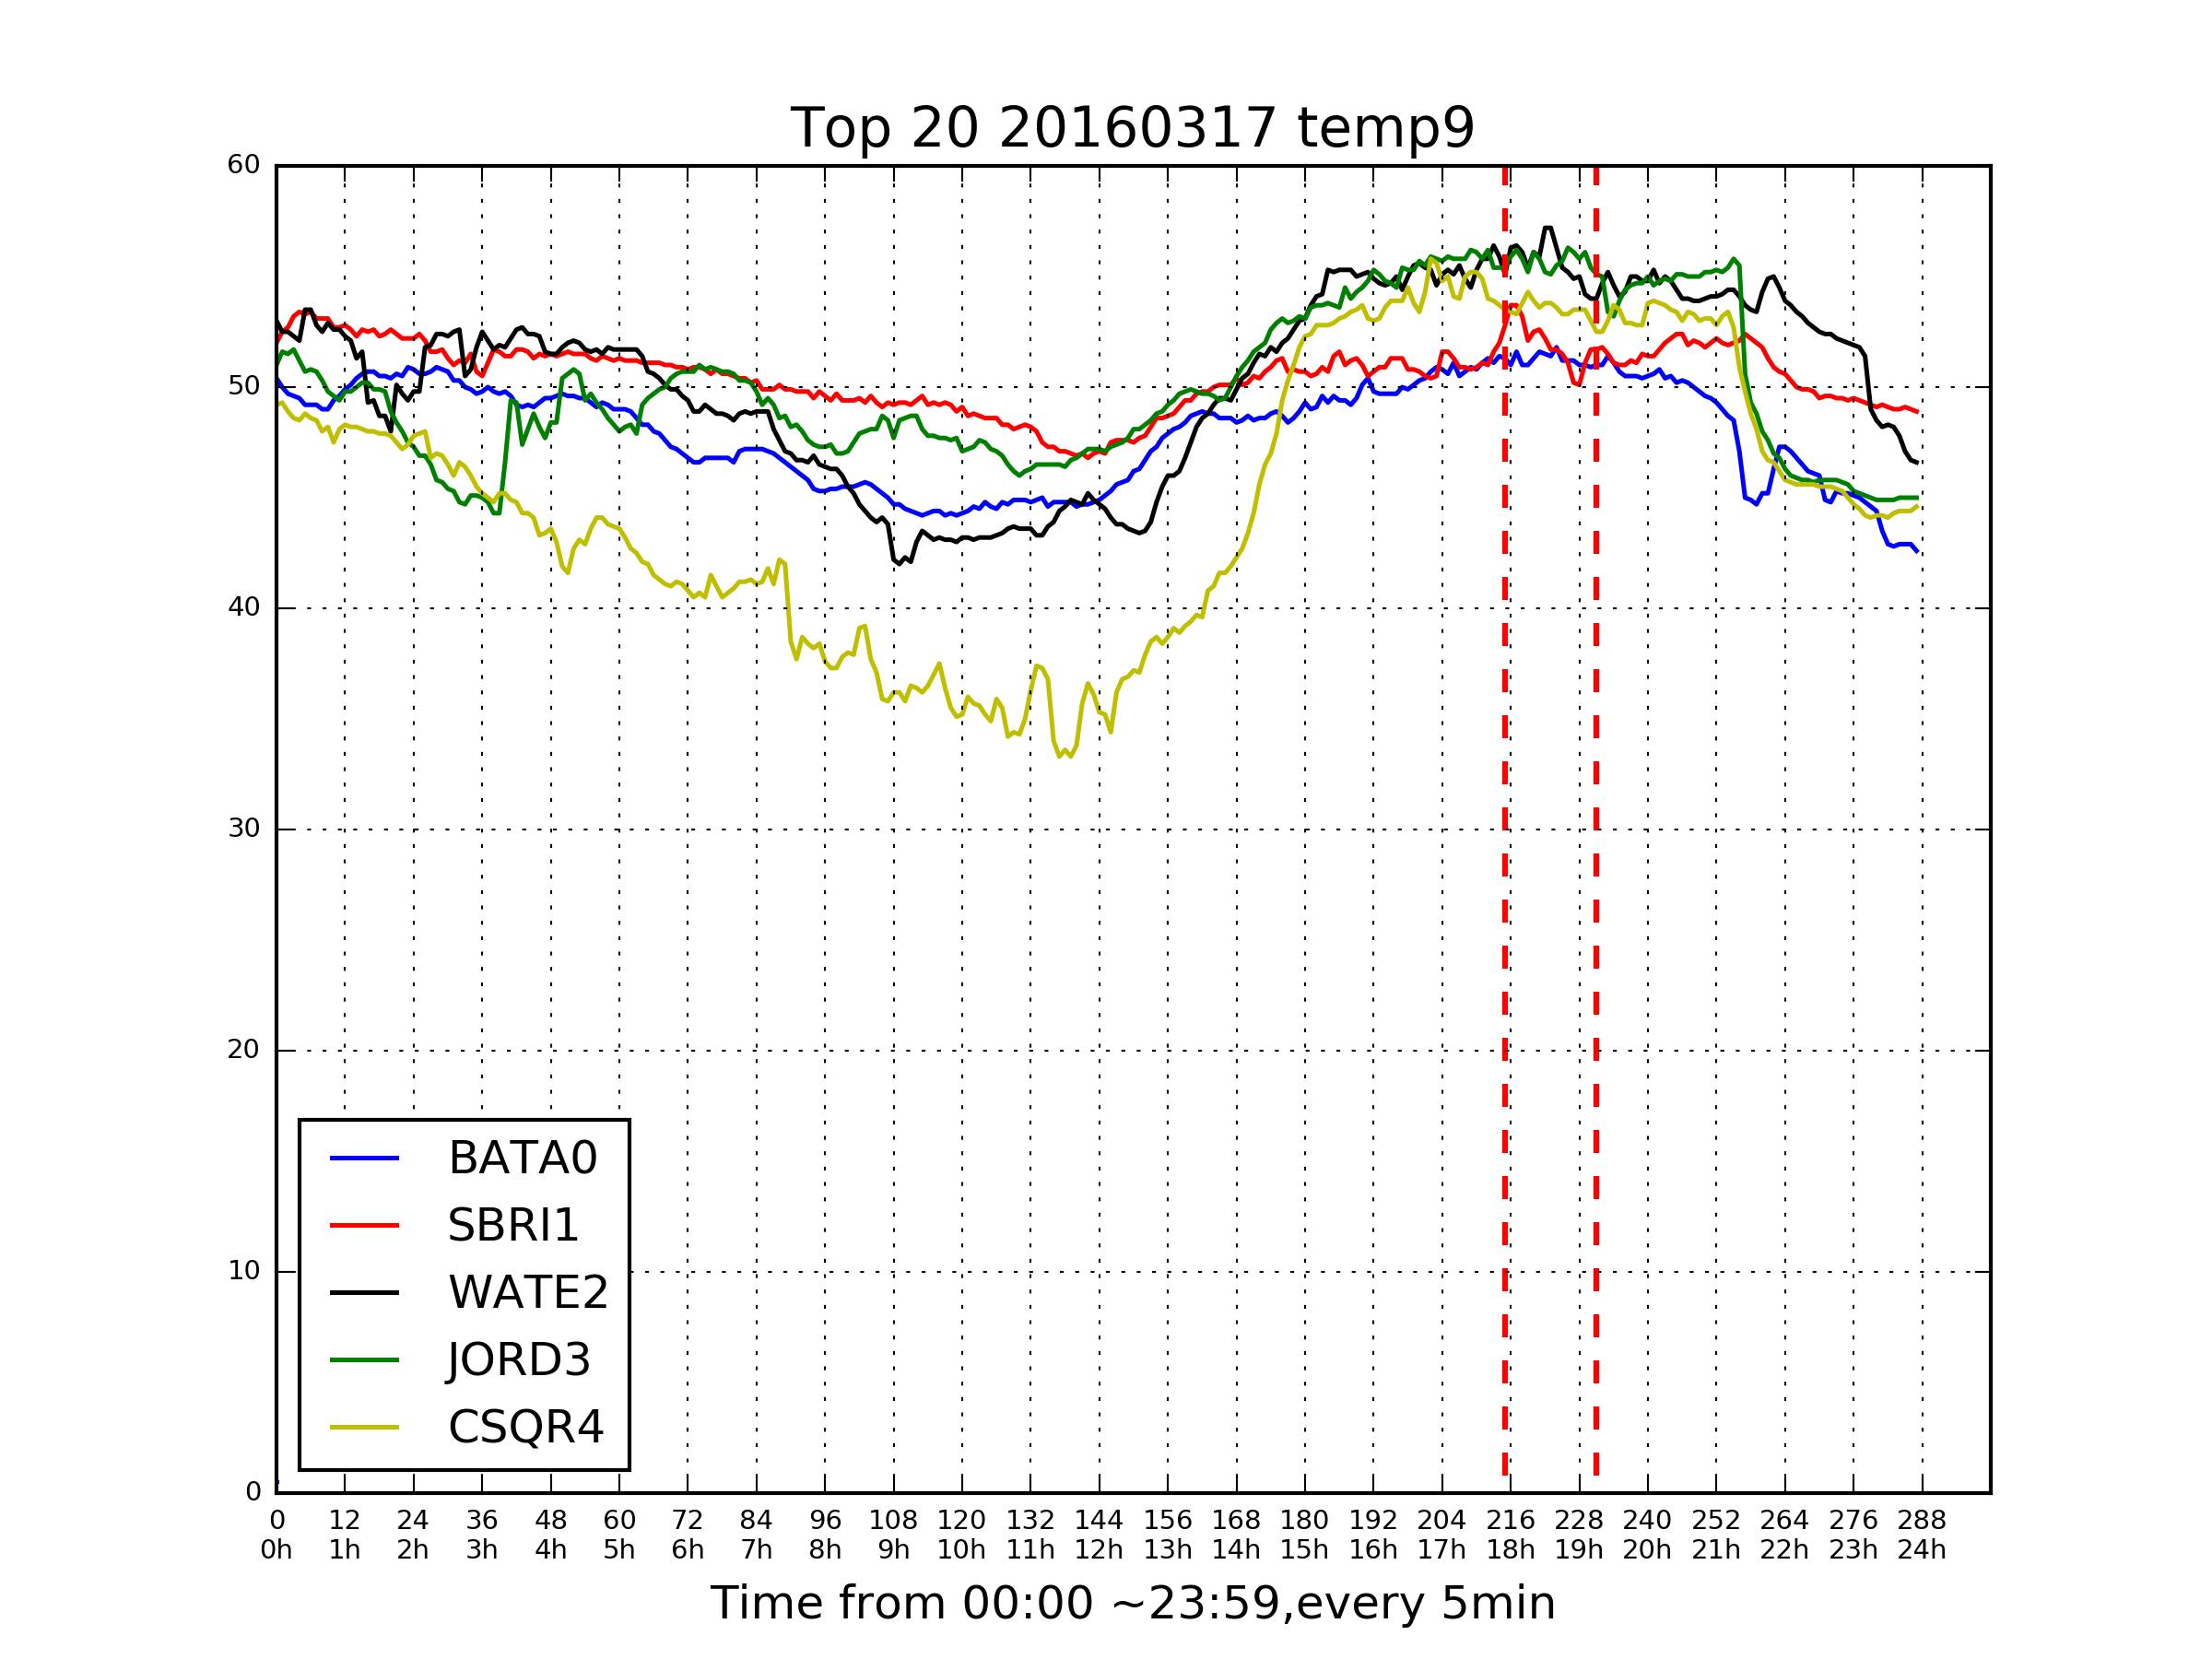 Top 20 20160317 temp9
60
50
40
30
20
10
0
BATA0
SBRI1
WATE2
JORD3
CSQR4
0 12 24 36 48 60 72 84 96 108 120 132 144 156 168 180 192 204 216 228 240 252 264 276 288
0h 1h 2h 3h 4h 5h 6h 7h 8h 9h 10h 11h 12h 13h 14h 15h 16h 17h 18h 19h 20h 21h 22h 23h 24h
Time from 00:00 ~23:59,every 5min